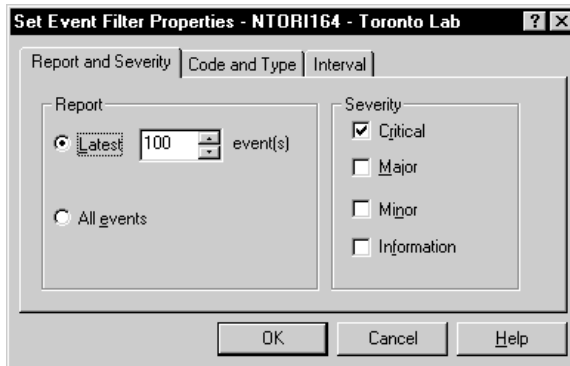 Set Event Filter Properties - NTORI164 - Toronto Lab
Report and Severity Code and Type Interval
Report
Latest 100 event(s)
All events
Severity
Critical
Major
Minor
Information
OK Cancel Help